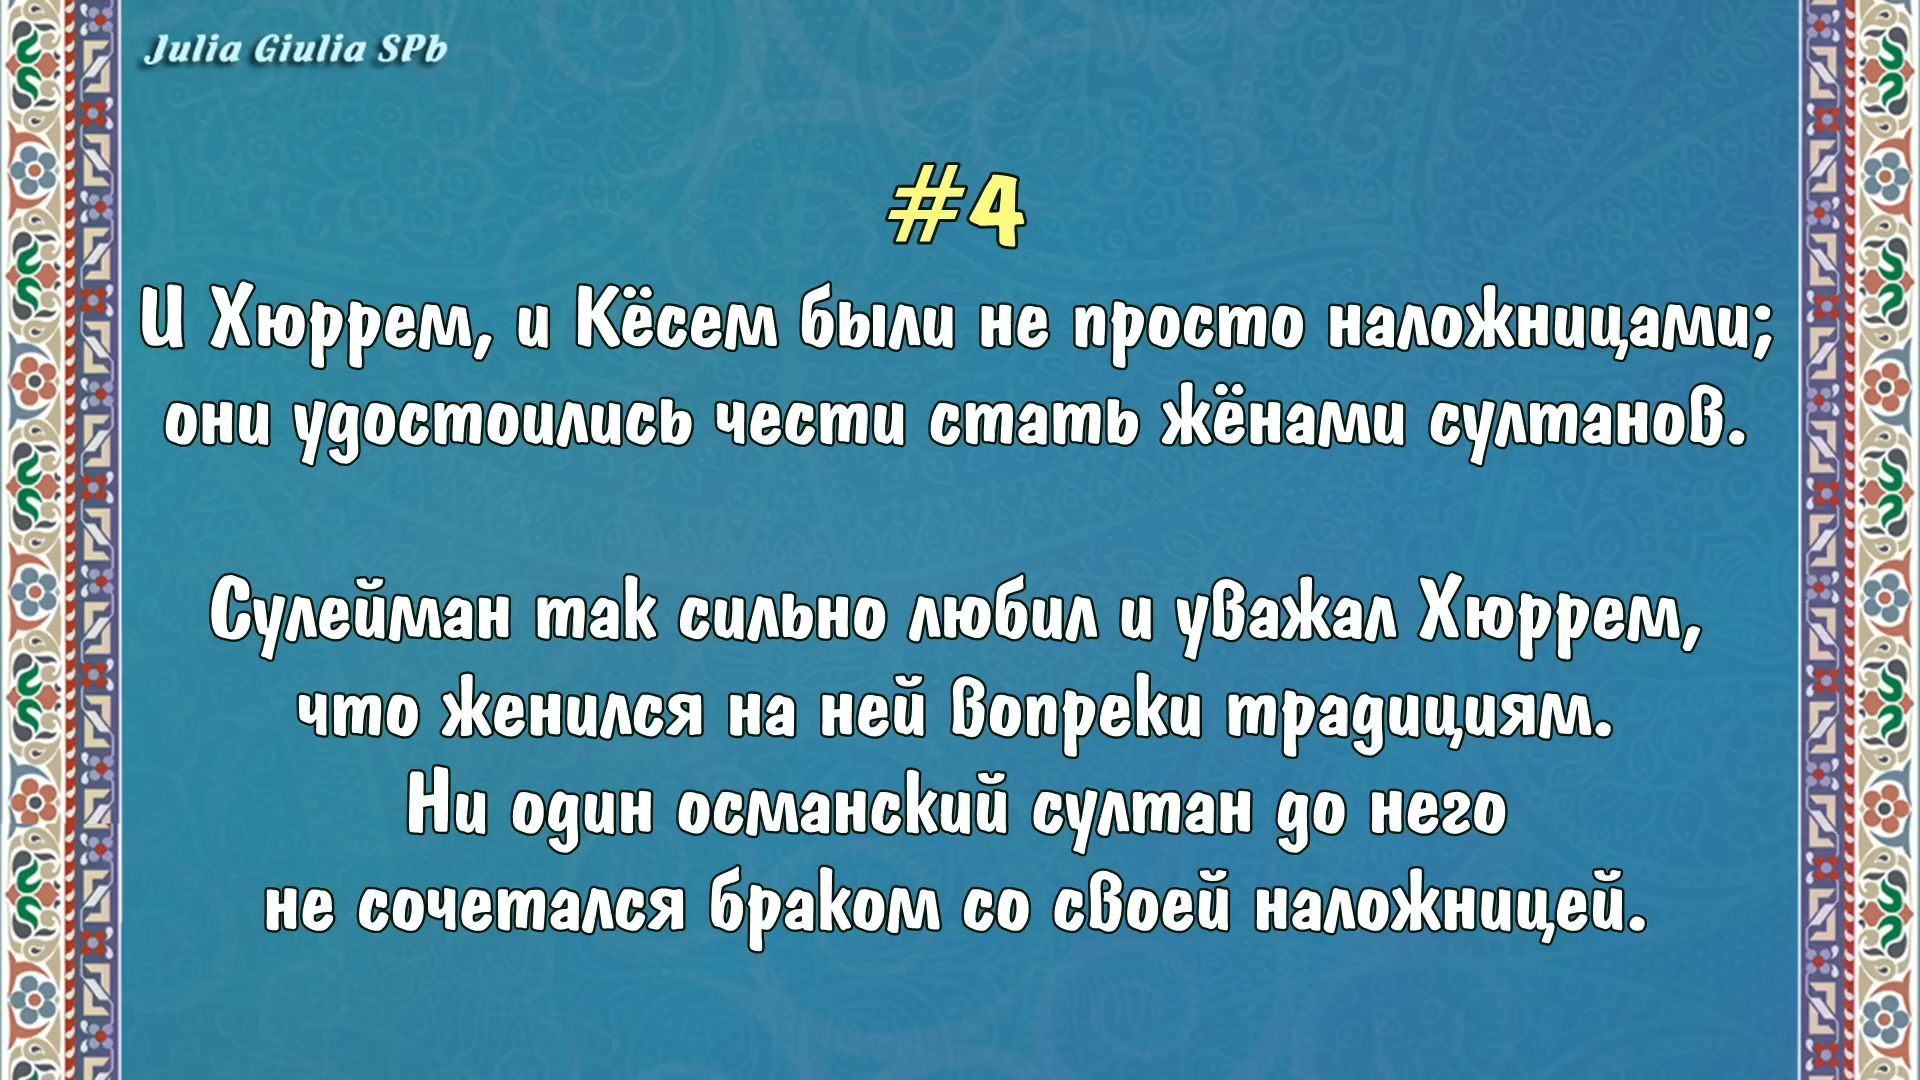 Julia Giulia SPb
#4
И Хюррем, и Кёсем были не просто наложницами;
они удостоились чести стать жёнами султанов.
Сулейман так сильно любил и уважал Хюррем,
что женился на ней вопреки традициям.
Ни один османский султан до него
не сочетался браком со своей наложницей.